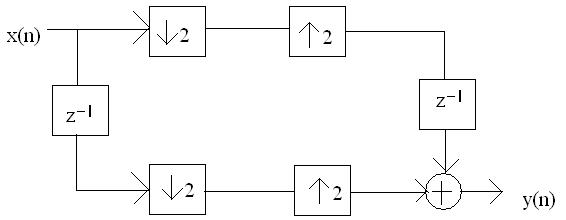 x(n)
↓2
↑2
z⁻¹
z⁻¹
↓2
↑2
+
y(n)